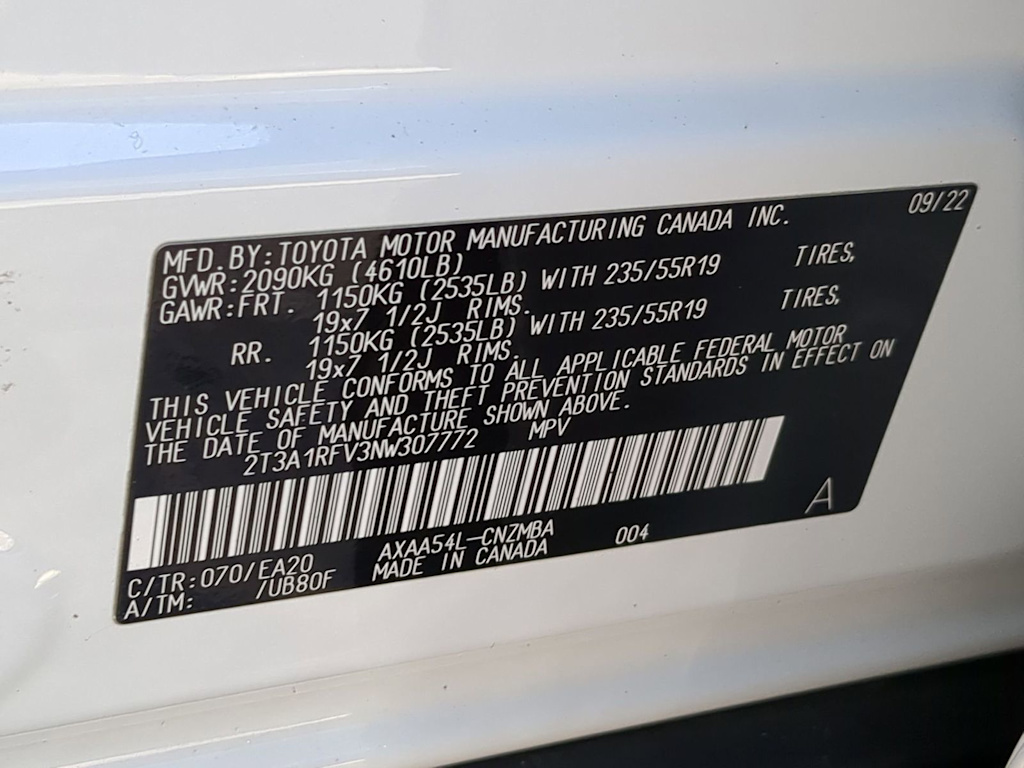 09/22
MFD. BY: TOYOTA MOTOR MANUFACTURING CANADA INC.
GVWR: 2090KG (4610LB)
GAWR: FRT. 1150KG (2535LB) WITH 235/55R19 TIRES,
19x7 1/2J RIMS.
RR. 1150KG (2535LB) WITH 235/55R19 TIRES,
19x7 1/2J RIMS.
THIS VEHICLE CONFORMS TO ALL APPLICABLE FEDERAL MOTOR
VEHICLE SAFETY AND THEFT PREVENTION STANDARDS IN EFFECT ON
THE DATE OF MANUFACTURE SHOWN ABOVE.
2T3A1RFV3NW307772 MPV
A
C/TR: 070/EA20 AXAA54L-CNZMBA 004
A/TM: /UB80F MADE IN CANADA